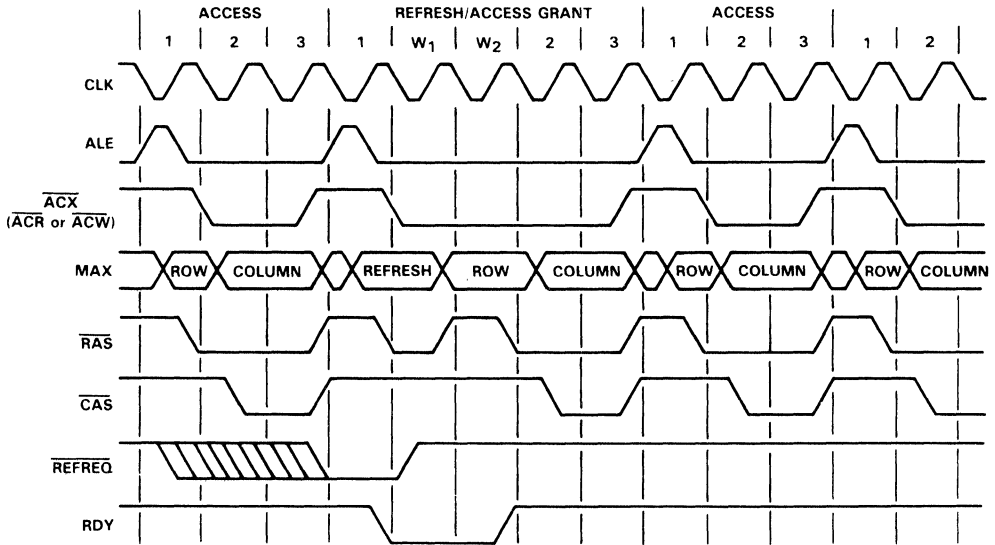 ACCESS REFRESH/ACCESS GRANT ACCESS
1 2 3 1 W1 W2 2 3 1 2 3 1 2
CLK
ALE
ACX
(ACR or ACW)
MAX ROW COLUMN REFRESH ROW COLUMN ROW COLUMN ROW COLUMN
RAS
CAS
REFREQ
RDY